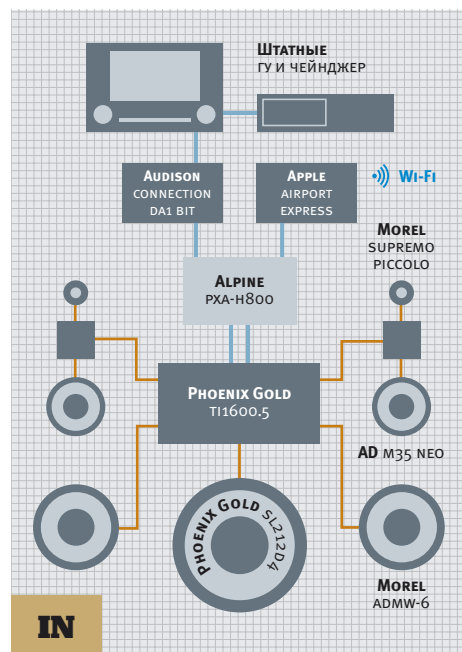 Штатные
ГУ и чейнджер
Audison
connection
DA1 bit
Apple
Airport
Express
Wi-Fi
Morel
Supremo
Piccolo
Alpine
PXA-H800
Phoenix Gold
Ti1600.5
AD M35 Neo
Phoenix Gold SL212D4
Morel
ADMW-6
IN